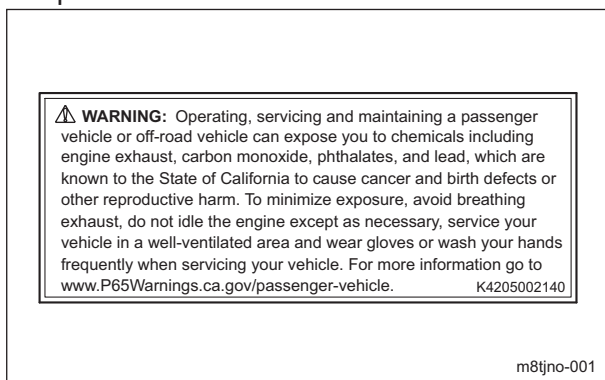 ⚠ WARNING: Operating, servicing and maintaining a passenger
vehicle or off-road vehicle can expose you to chemicals including
engine exhaust, carbon monoxide, phthalates, and lead, which are
known to the State of California to cause cancer and birth defects or
other reproductive harm. To minimize exposure, avoid breathing
exhaust, do not idle the engine except as necessary, service your
vehicle in a well-ventilated area and wear gloves or wash your hands
frequently when servicing your vehicle. For more information go to
www.P65Warnings.ca.gov/passenger-vehicle. K4205002140
m8tjno-001